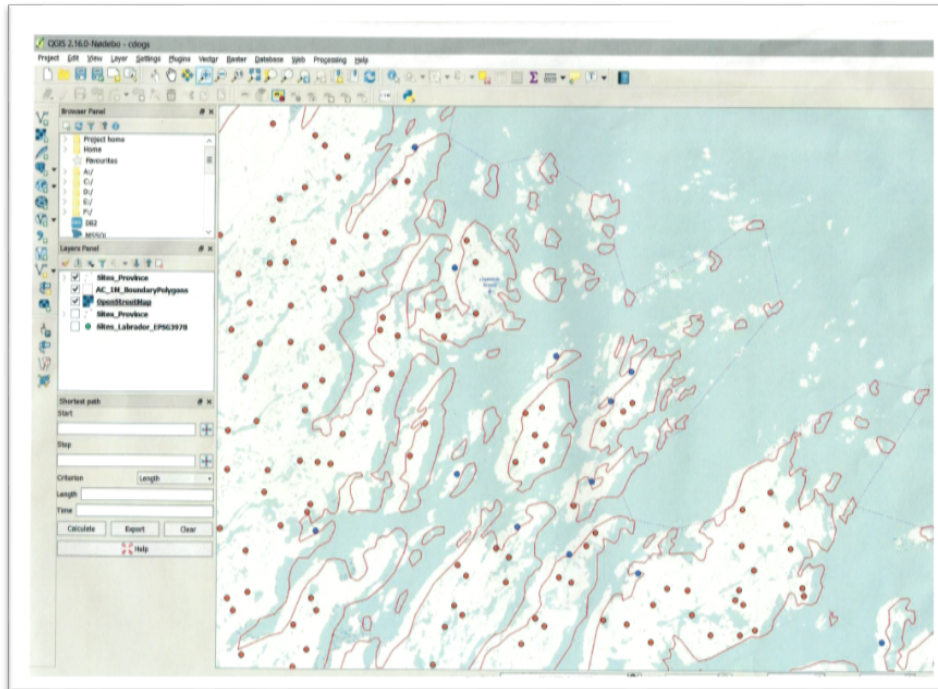 QGIS 2.16.0-Nødebo - cdogs
Project Edit View Layer Settings Plugins Vector Raster Database Web Processing Help
Browser Panel
Project home
Home
Favourites
A:/
C:/
D:/
E:/
F:/
DB2
MSSQL
Layers Panel
Sites_Province
AC_1M_BoundaryPolygons
OpenStreetMap
Sites_Province
Sites_Labrador_EPSG3978
Shortest path
Start
Stop
Criterion Length
Length
Time
Calculate Export Clear
Help